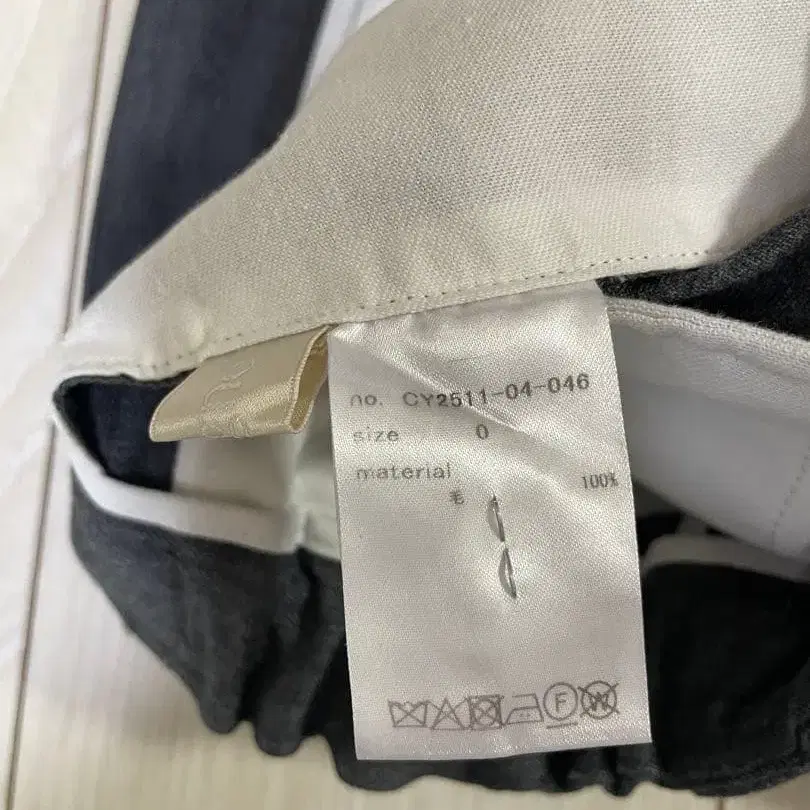 no. CY2511-04-046
size 0
material
毛 100%
F W